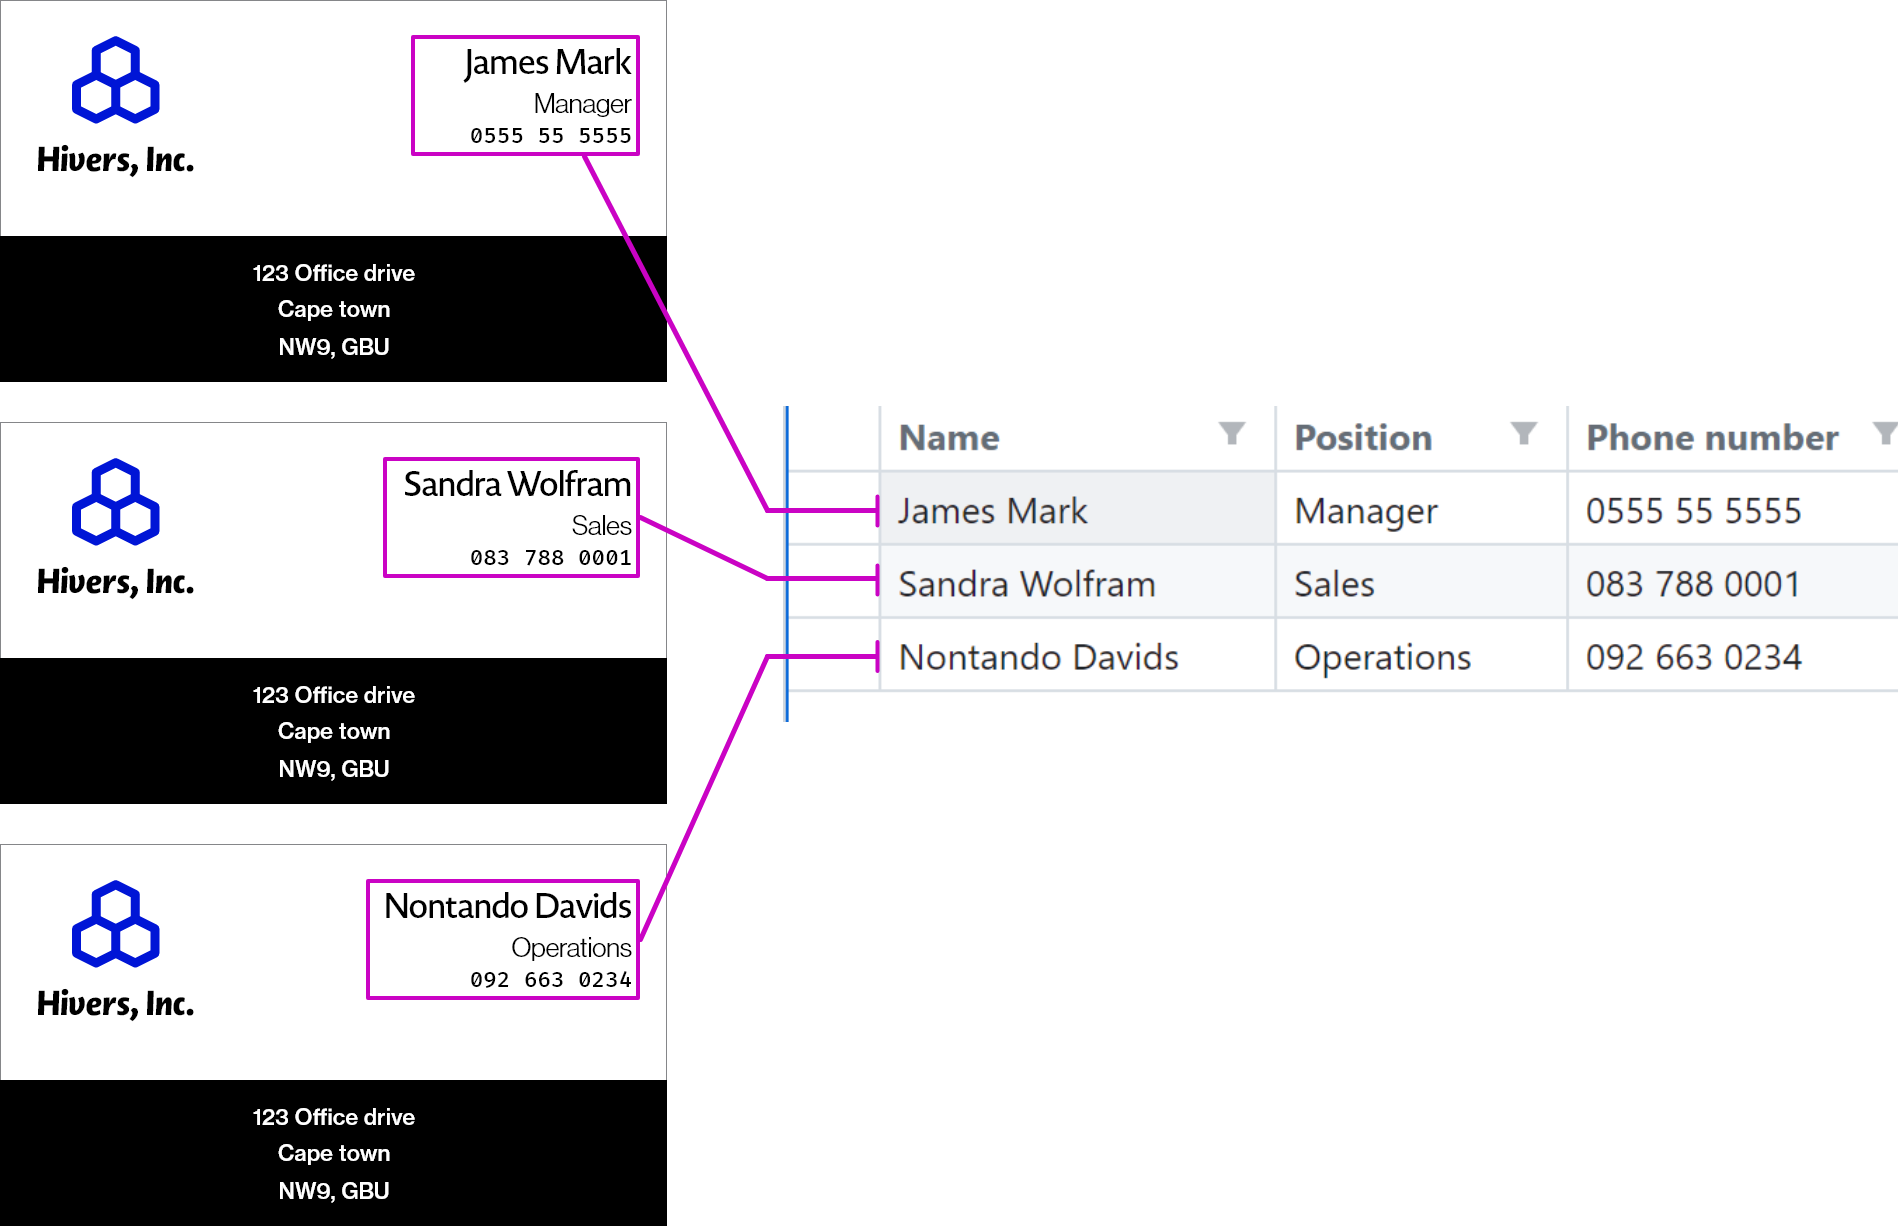 James Mark
Manager
0555 55 5555
Hivers, Inc.
123 Office drive
Cape town
NW9, GBU
Sandra Wolfram
Sales
083 788 0001
Hivers, Inc.
123 Office drive
Cape town
NW9, GBU
Nontando Davids
Operations
092 663 0234
Hivers, Inc.
123 Office drive
Cape town
NW9, GBU
Name Position Phone number
James Mark Manager 0555 55 5555
Sandra Wolfram Sales 083 788 0001
Nontando Davids Operations 092 663 0234